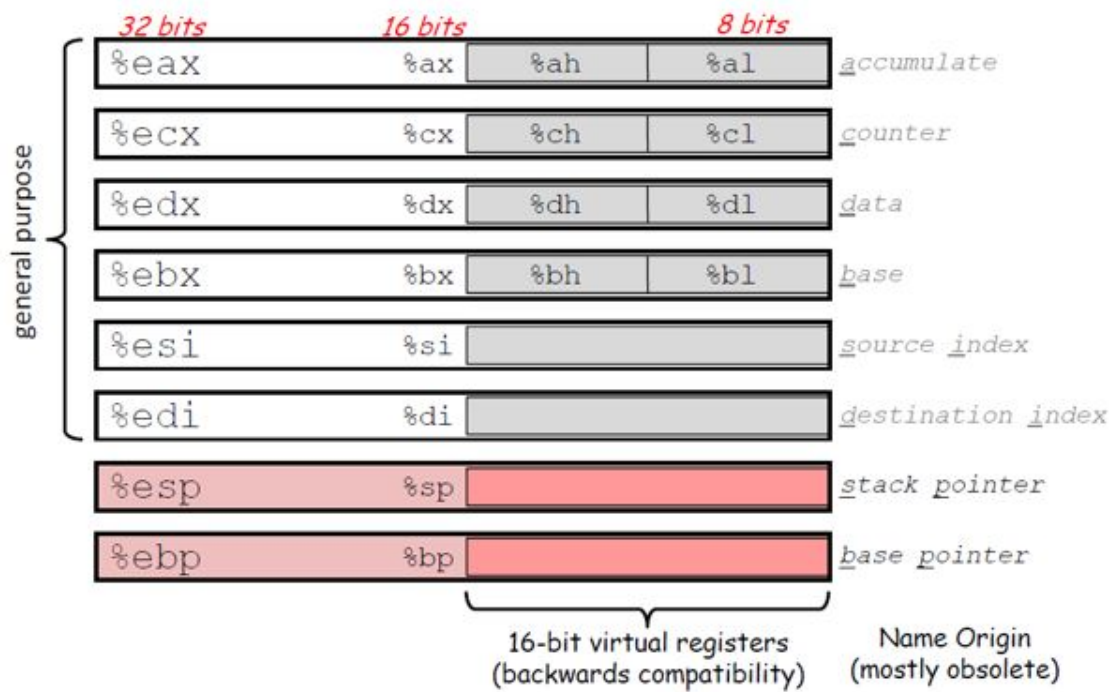 32 bits 16 bits 8 bits
general purpose
%eax %ax %ah %al accumulate
%ecx %cx %ch %cl counter
%edx %dx %dh %dl data
%ebx %bx %bh %bl base
%esi %si source index
%edi %di destination index
%esp %sp stack pointer
%ebp %bp base pointer
16-bit virtual registers
(backwards compatibility)
Name Origin
(mostly obsolete)